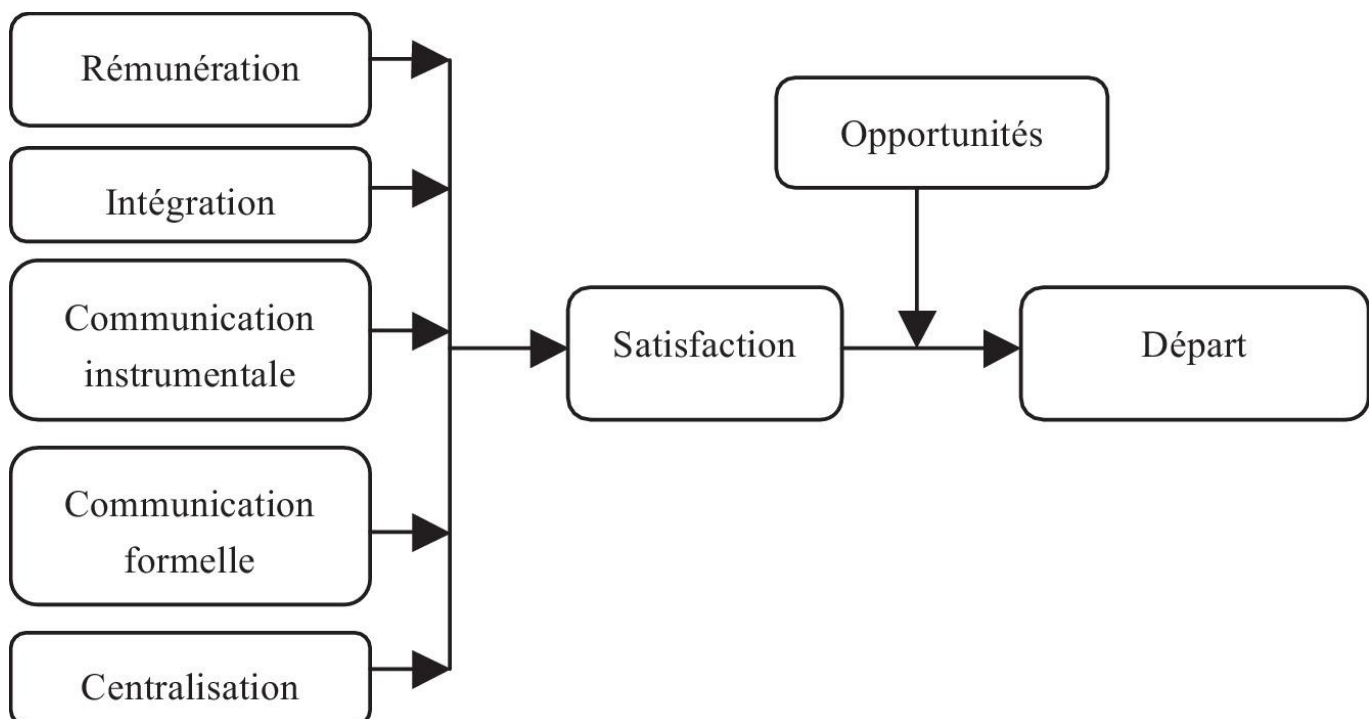 Rémunération
Intégration
Communication
instrumentale
Communication
formelle
Centralisation
Satisfaction
Opportunités
Départ